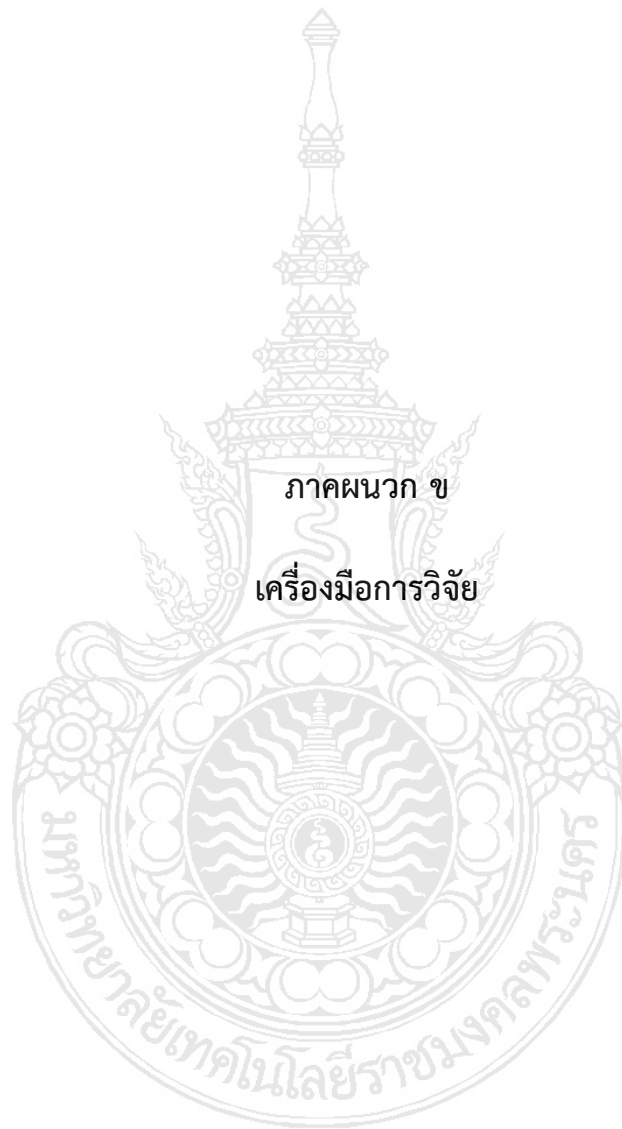 ภาคผนวก ข
เครื่องมือการวิจัย
มหาวิทยาลัยเทคโนโลยีราชมงคลพระนคร